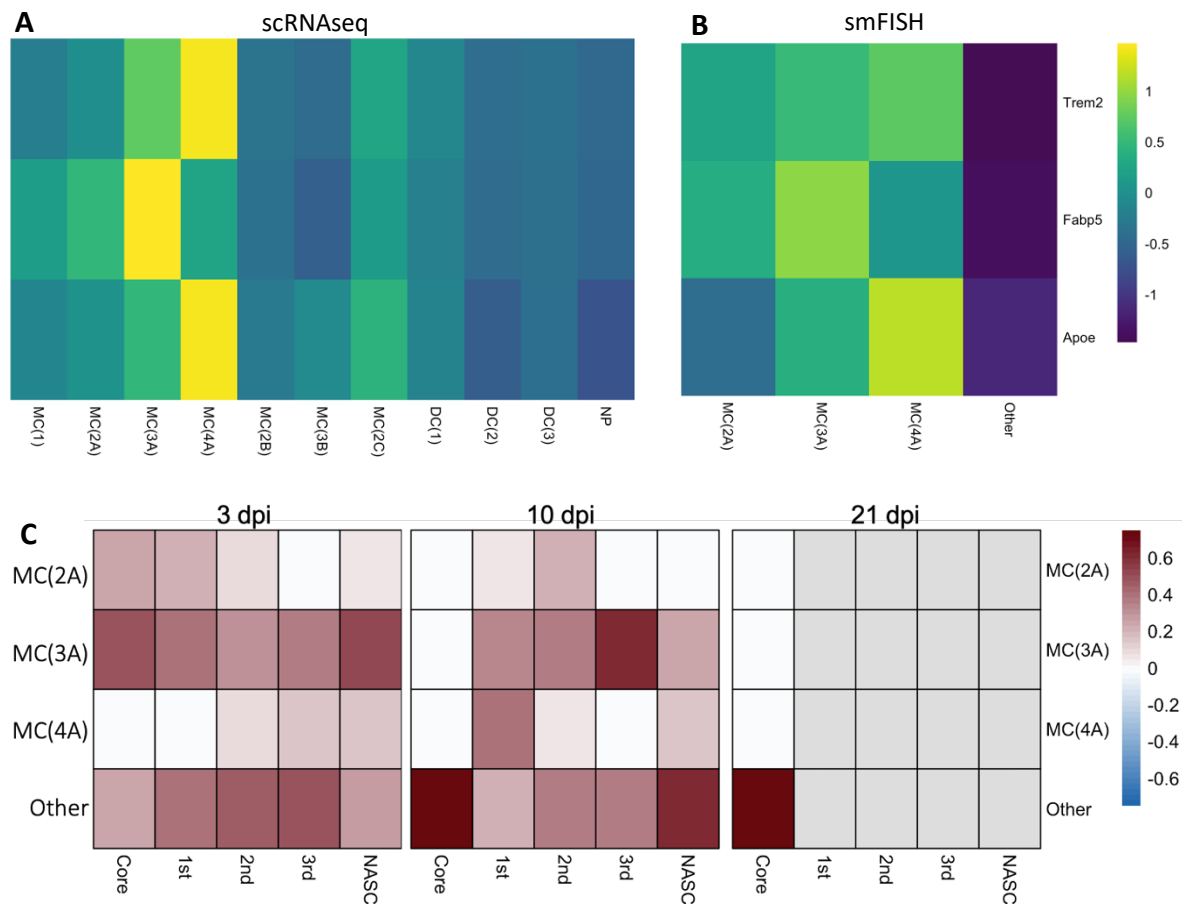 A
scRNAseq
B
smFISH
1
0.5
0
-0.5
-1
Trem2
Fabp5
Apoe
MC(1)
MC(2A)
MC(3A)
MC(4A)
MC(2B)
MC(3B)
MC(2C)
DC(1)
DC(2)
DC(3)
NP
MC(2A)
MC(3A)
MC(4A)
Other
C
3 dpi
10 dpi
21 dpi
MC(2A)
MC(3A)
MC(4A)
Other
MC(2A)
MC(3A)
MC(4A)
Other
0.6
0.4
0.2
0
-0.2
-0.4
-0.6
Core
1st
2nd
3rd
NASC
Core
1st
2nd
3rd
NASC
Core
1st
2nd
3rd
NASC